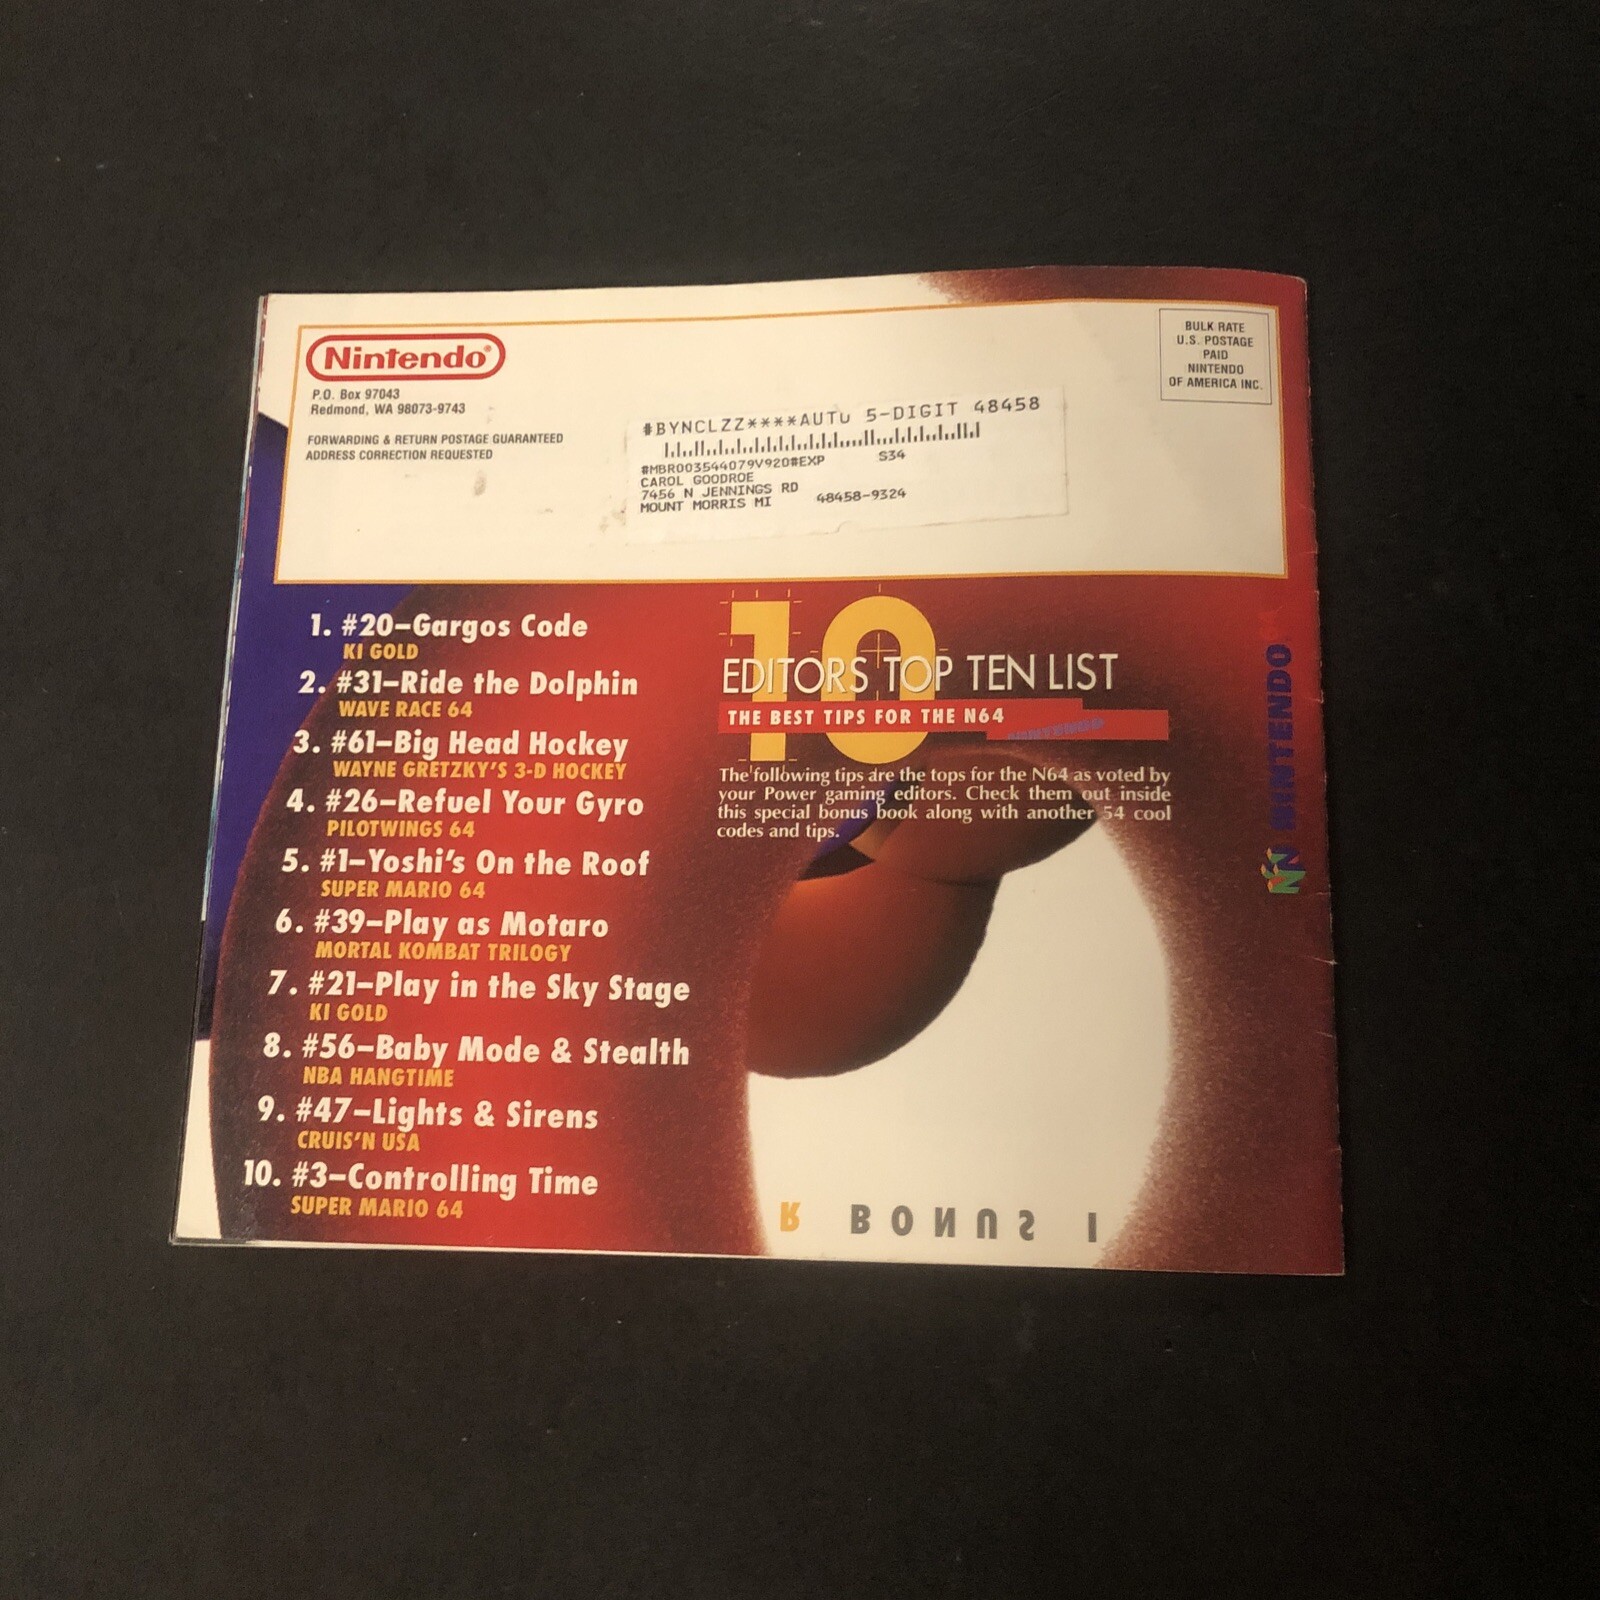 Nintendo®
P.O. Box 97043
Redmond, WA 98073-9743
FORWARDING & RETURN POSTAGE GUARANTEED
ADDRESS CORRECTION REQUESTED
BULK RATE
U.S. POSTAGE
PAID
NINTENDO
OF AMERICA INC.
#BYNCLZZ****AUTO 5-DIGIT 48458
#MBR003544079V920#EXP S34
CAROL GOODROE
7456 N JENNINGS RD
MOUNT MORRIS MI 48458-9324
1. #20-Gargos Code
KI GOLD
2. #31-Ride the Dolphin
WAVE RACE 64
3. #61-Big Head Hockey
WAYNE GRETZKY'S 3-D HOCKEY
4. #26-Refuel Your Gyro
PILOTWINGS 64
5. #1-Yoshi's On the Roof
SUPER MARIO 64
6. #39-Play as Motaro
MORTAL KOMBAT TRILOGY
7. #21-Play in the Sky Stage
KI GOLD
8. #56-Baby Mode & Stealth
NBA HANGTIME
9. #47-Lights & Sirens
CRUIS'N USA
10. #3-Controlling Time
SUPER MARIO 64
10
EDITORS TOP TEN LIST
THE BEST TIPS FOR THE N64
NINTENDO
The following tips are the tops for the N64 as voted by
your Power gaming editors. Check them out inside
this special bonus book along with another 54 cool
codes and tips.
NINTENDO
R BONUS I